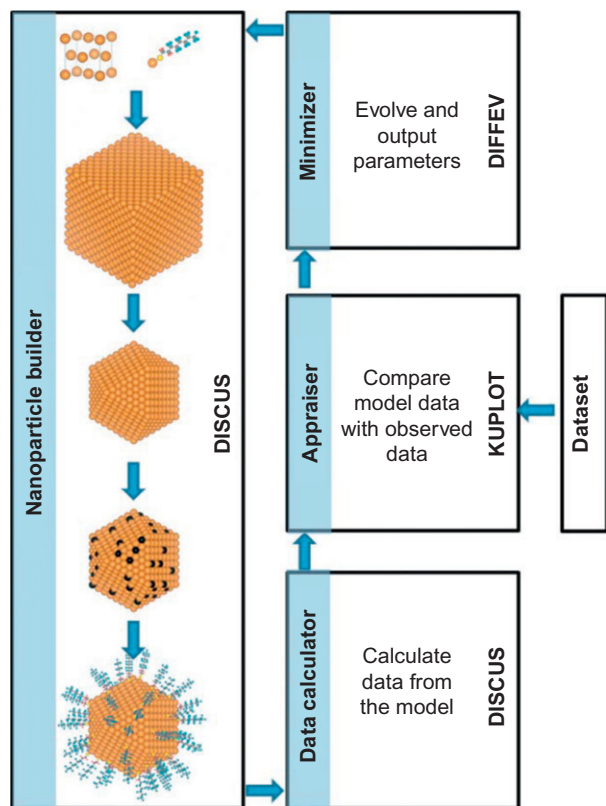 Nanoparticle builder
DISCUS
Minimizer
Evolve and
output
parameters
DIFFEV
Appraiser
Compare
model data
with observed
data
KUPLOT
Dataset
Data calculator
Calculate
data from
the model
DISCUS